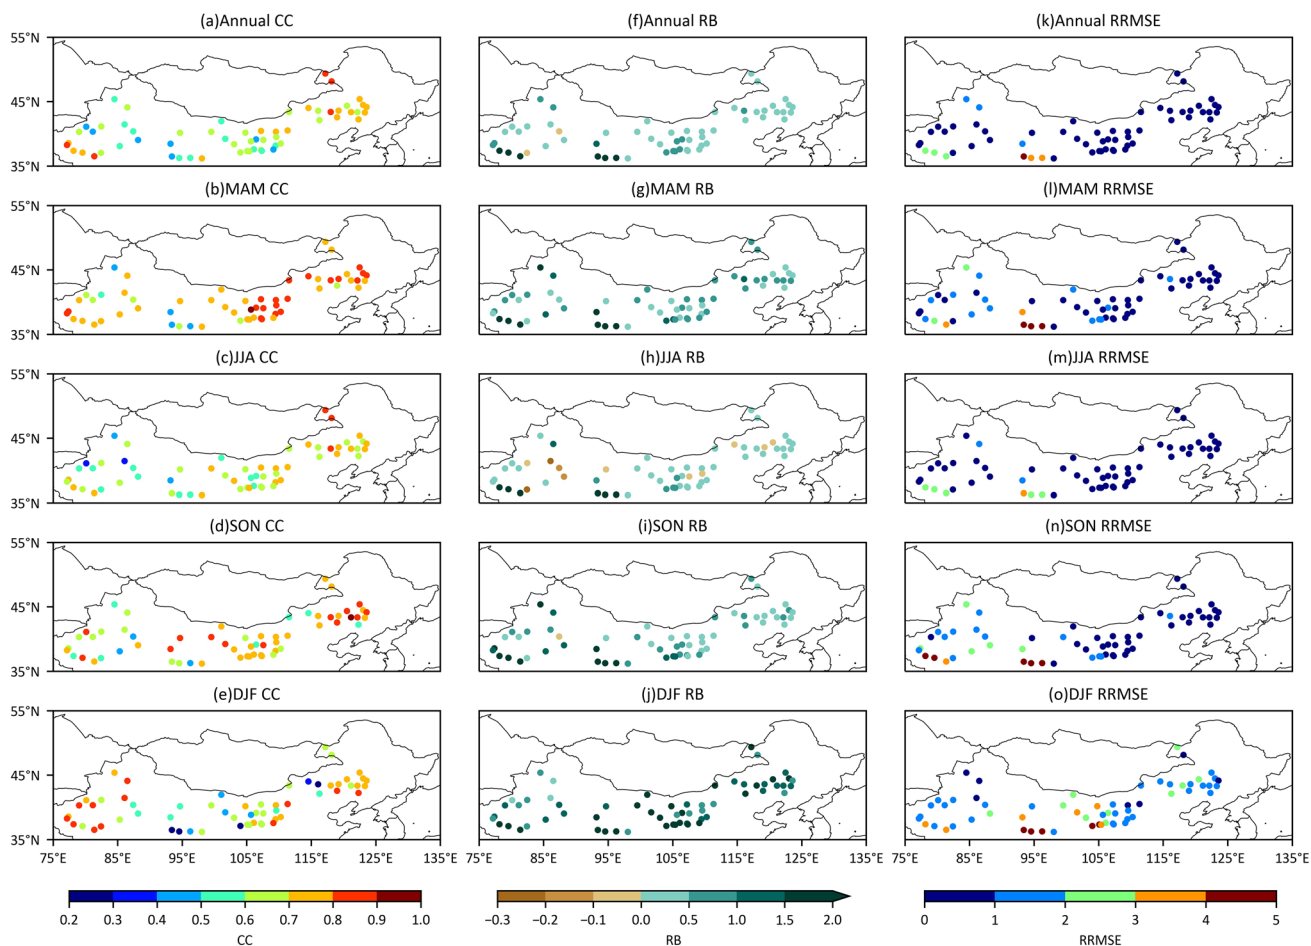 (a)Annual CC (f)Annual RB (k)Annual RRMSE
55°N
45°N
35°N
(b)MAM CC (g)MAM RB (l)MAM RRMSE
55°N
45°N
35°N
(c)JJA CC (h)JJA RB (m)JJA RRMSE
55°N
45°N
35°N
(d)SON CC (i)SON RB (n)SON RRMSE
55°N
45°N
35°N
(e)DJF CC (j)DJF RB (o)DJF RRMSE
55°N
45°N
35°N
75°E 85°E 95°E 105°E 115°E 125°E 135°E 75°E 85°E 95°E 105°E 115°E 125°E 135°E 75°E 85°E 95°E 105°E 115°E 125°E 135°E
0.2 0.3 0.4 0.5 0.6 0.7 0.8 0.9 1.0 −0.3 −0.2 −0.1 0.0 0.5 1.0 1.5 2.0 0 1 2 3 4 5
CC RB RRMSE